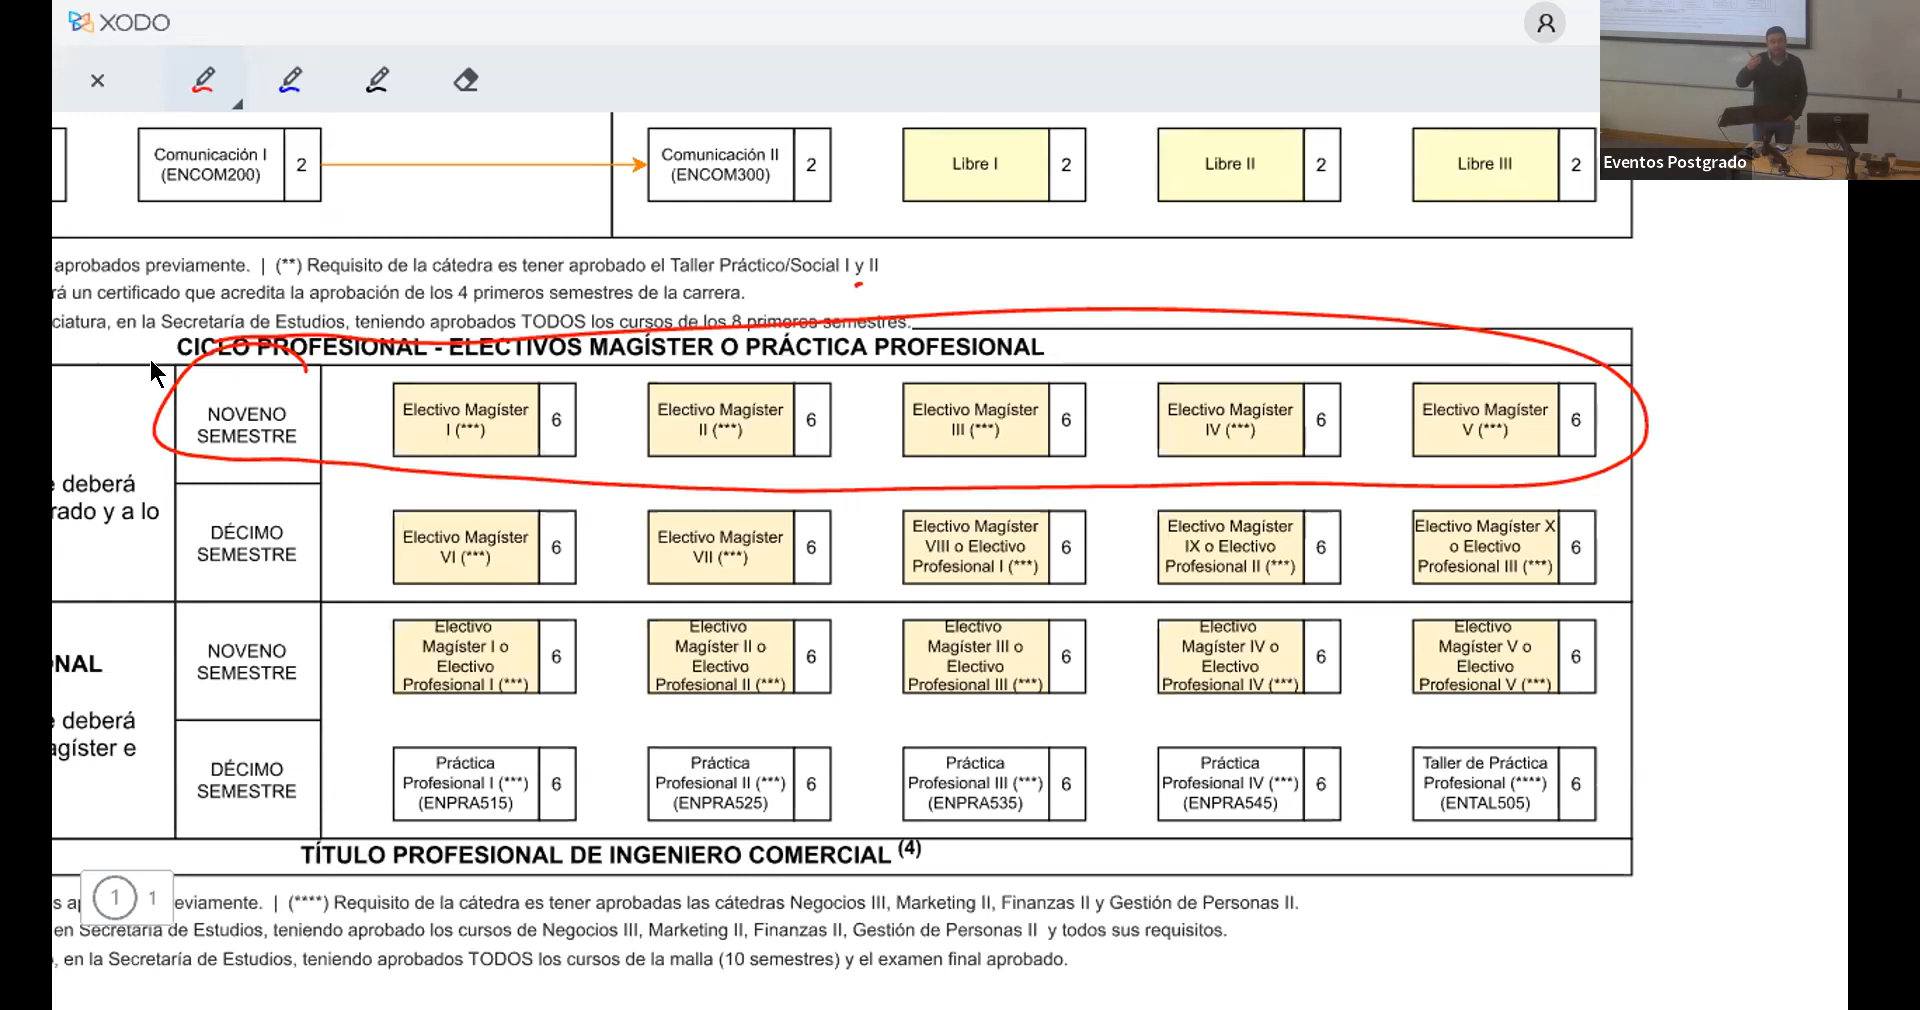 XODO
Eventos Postgrado
Comunicación I
(ENCOM200)
2
Comunicación II
(ENCOM300)
2
Libre I
2
Libre II
2
Libre III
2
aprobados previamente. | (**) Requisito de la cátedra es tener aprobado el Taller Práctico/Social I y II
rá un certificado que acredita la aprobación de los 4 primeros semestres de la carrera.
ciatura, en la Secretaría de Estudios, teniendo aprobados TODOS los cursos de los 8 primeros semestres.
CICLO PROFESIONAL - ELECTIVOS MAGÍSTER O PRÁCTICA PROFESIONAL
NOVENO
SEMESTRE
Electivo Magíster
I (***)
6
Electivo Magíster
II (***)
6
Electivo Magíster
III (***)
6
Electivo Magíster
IV (***)
6
Electivo Magíster
V (***)
6
deberá
rado y a lo
DÉCIMO
SEMESTRE
Electivo Magíster
VI (***)
6
Electivo Magíster
VII (***)
6
Electivo Magíster
VIII o Electivo
Profesional I (***)
6
Electivo Magíster
IX o Electivo
Profesional II (***)
6
Electivo Magíster X
o Electivo
Profesional III (***)
6
NAL
deberá
agíster e
NOVENO
SEMESTRE
Electivo
Magíster I o
Electivo
Profesional I (***)
6
Electivo
Magíster II o
Electivo
Profesional II (***)
6
Electivo
Magíster III o
Electivo
Profesional III (***)
6
Electivo
Magíster IV o
Electivo
Profesional IV (***)
6
Electivo
Magíster V o
Electivo
Profesional V (***)
6
DÉCIMO
SEMESTRE
Práctica
Profesional I (***)
(ENPRA515)
6
Práctica
Profesional II (***)
(ENPRA525)
6
Práctica
Profesional III (***)
(ENPRA535)
6
Práctica
Profesional IV (***)
(ENPRA545)
6
Taller de Práctica
Profesional (****)
(ENTAL505)
6
TÍTULO PROFESIONAL DE INGENIERO COMERCIAL (4)
1 1
s ap eviamente. | (****) Requisito de la cátedra es tener aprobadas las cátedras Negocios III, Marketing II, Finanzas II y Gestión de Personas II.
en Secretaría de Estudios, teniendo aprobado los cursos de Negocios III, Marketing II, Finanzas II, Gestión de Personas II y todos sus requisitos.
, en la Secretaría de Estudios, teniendo aprobados TODOS los cursos de la malla (10 semestres) y el examen final aprobado.